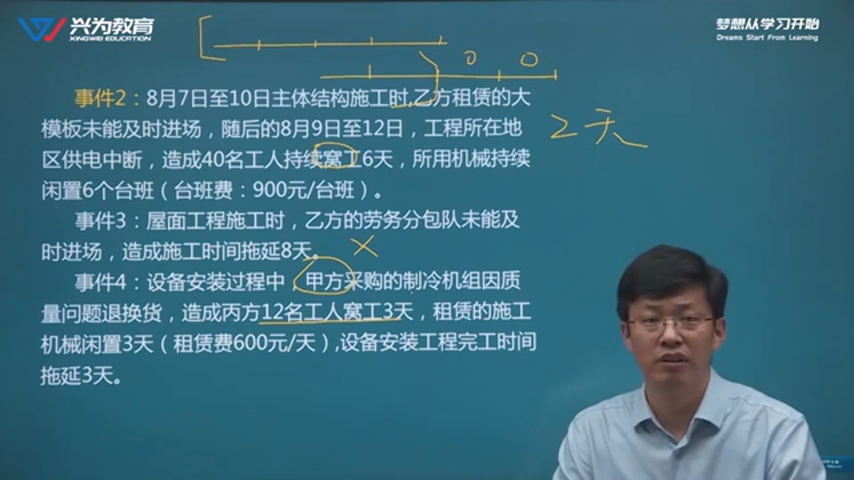 兴为教育
XINGWEI EDUCATION
梦想从学习开始
Dreams Start From Learning
事件2：8月7日至10日主体结构施工时,乙方租赁的大
模板未能及时进场，随后的8月9日至12日，工程所在地
区供电中断，造成40名工人持续窝工6天，所用机械持续
闲置6个台班（台班费：900元/台班）。
2天
事件3：屋面工程施工时，乙方的劳务分包队未能及
时进场，造成施工时间拖延8天。
事件4：设备安装过程中，甲方采购的制冷机组因质
量问题退换货，造成丙方12名工人窝工3天，租赁的施工
机械闲置3天（租赁费600元/天）,设备安装工程完工时间
拖延3天。